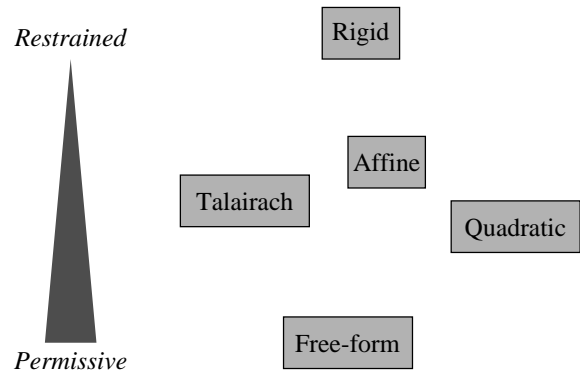 Restrained
Rigid
Affine
Talairach
Quadratic
Free-form
Permissive